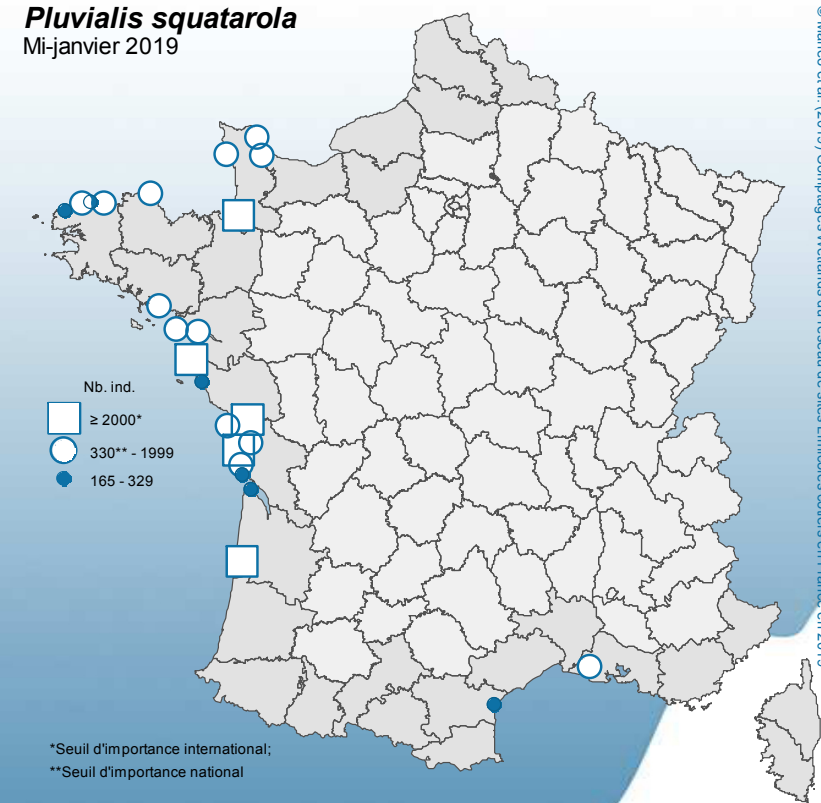 Pluvialis squatarola
Mi-janvier 2019
Nb. ind.
≥ 2000*
330** - 1999
165 - 329
*Seuil d'importance international;
**Seuil d'importance national